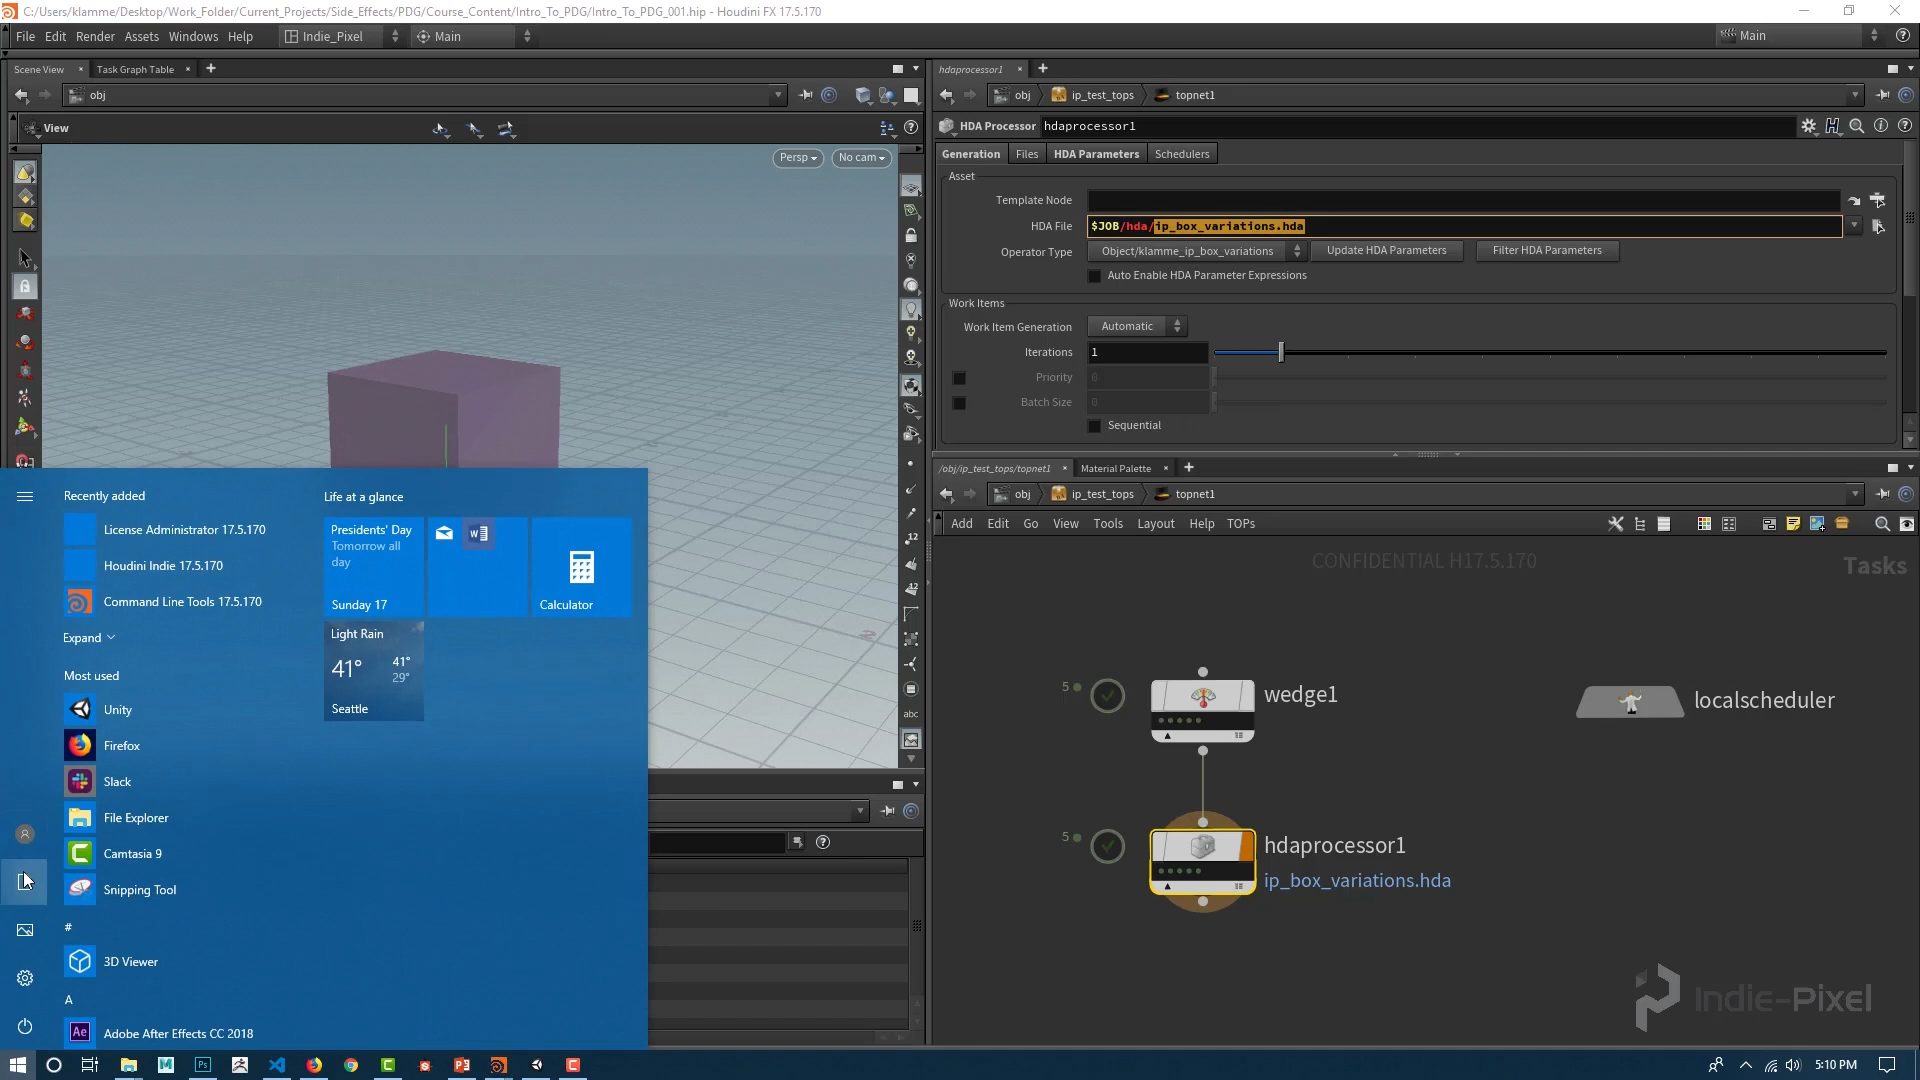 C:/Users/klamme/Desktop/Work_Folder/Current_Projects/Side_Effects/PDG/Course_Content/Intro_To_PDG/Intro_To_PDG_001.hip - Houdini FX 17.5.170
File Edit Render Assets Windows Help Indie_Pixel Main Main
Scene View × Task Graph Table × +
obj
View
Persp No cam
hdaprocessor1 × +
obj ip_test_tops topnet1
HDA Processor hdaprocessor1
Generation Files HDA Parameters Schedulers
Asset
Template Node
HDA File $JOB/hda/ip_box_variations.hda
Operator Type Object/klamme_ip_box_variations Update HDA Parameters Filter HDA Parameters
Auto Enable HDA Parameter Expressions
Work Items
Work Item Generation Automatic
Iterations 1
Priority 0
Batch Size 0
Sequential
/obj/ip_test_tops/topnet1 × Material Palette × +
obj ip_test_tops topnet1
Add Edit Go View Tools Layout Help TOPs
CONFIDENTIAL H17.5.170
Tasks
5 wedge1
localscheduler
5 hdaprocessor1
ip_box_variations.hda
Indie-Pixel
12
12
abc
Recently added
License Administrator 17.5.170
Houdini Indie 17.5.170
Command Line Tools 17.5.170
Expand
Most used
Unity
Firefox
Slack
File Explorer
Camtasia 9
Snipping Tool
#
3D Viewer
A
Ae Adobe After Effects CC 2018
Life at a glance
Presidents' Day
Tomorrow all
day
Sunday 17
Calculator
Light Rain
41° 41°
29°
Seattle
5:10 PM